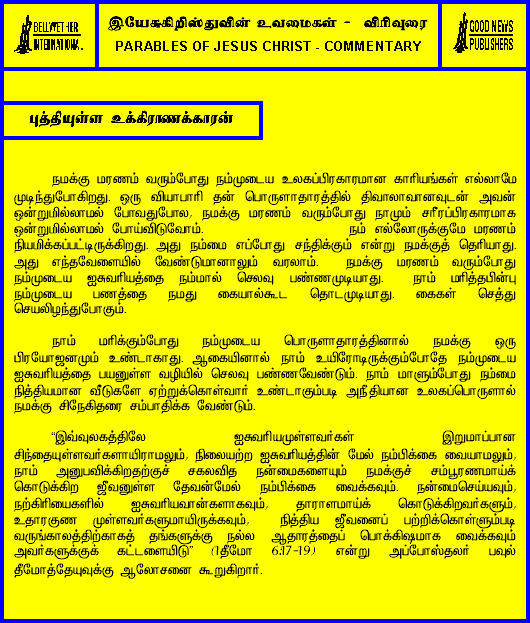 BELLWETHER
INTERNATIONAL
இயேசுகிறிஸ்துவின் உவமைகள் - விரிவுரை
PARABLES OF JESUS CHRIST - COMMENTARY
GOOD NEWS
PUBLISHERS
புத்தியுள்ள உக்கிராணக்காரன்
நமக்கு மரணம் வரும்போது நம்முடைய உலகப்பிரகாரமான காரியங்கள் எல்லாமே
முடிந்துபோகிறது. ஒரு வியாபாரி தன் பொருளாதாரத்தில் திவாலாவானவுடன் அவன்
ஒன்றுமில்லாமல் போவதுபோல, நமக்கு மரணம் வரும்போது நாமும் சரீரப்பிரகாரமாக
ஒன்றுமில்லாமல் போய்விடுவோம். நம் எல்லோருக்குமே மரணம்
நியமிக்கப்பட்டிருக்கிறது. அது நம்மை எப்போது சந்திக்கும் என்று நமக்குத் தெரியாது.
அது எந்தவேளையில் வேண்டுமானாலும் வரலாம். நமக்கு மரணம் வரும்போது
நம்முடைய ஐசுவரியத்தை நம்மால் செலவு பண்ணமுடியாது. நாம் மரித்தபின்பு
நம்முடைய பணத்தை நமது கையால்கூட தொடமுடியாது. கைகள் செத்து
செயலிழந்துபோகும்.
நாம் மரிக்கும்போது நம்முடைய பொருளாதாரத்தினால் நமக்கு ஒரு
பிரயோஜனமும் உண்டாகாது. ஆகையினால் நாம் உயிரோடிருக்கும்போதே நம்முடைய
ஐசுவரியத்தை பயனுள்ள வழியில் செலவு பண்ணவேண்டும். நாம் மாளும்போது நம்மை
நித்தியமான வீடுகளே ஏற்றுக்கொள்வார் உண்டாகும்படி அநீதியான உலகப்பொருளால்
நமக்கு சிநேகிதரை சம்பாதிக்க வேண்டும்.
"இவ்வுலகத்திலே ஐசுவரியமுள்ளவர்கள் இறுமாப்பான
சிந்தையுள்ளவர்களாயிராமலும், நிலையற்ற ஐசுவரியத்தின் மேல் நம்பிக்கை வையாமலும்,
நாம் அனுபவிக்கிறதற்குச் சகலவித நன்மைகளையும் நமக்குச் சம்பூரணமாய்க்
கொடுக்கிற ஜீவனுள்ள தேவன்மேல் நம்பிக்கை வைக்கவும். நன்மைசெய்யவும்,
நற்கிரியைகளில் ஐசுவரியவான்களாகவும், தாராளமாய்க் கொடுக்கிறவர்களும்,
உதாரகுண முள்ளவர்களுமாயிருக்கவும், நித்திய ஜீவனைப் பற்றிக்கொள்ளும்படி
வருங்காலத்திற்காகத் தங்களுக்கு நல்ல ஆதாரத்தைப் பொக்கிஷமாக வைக்கவும்
அவர்களுக்குக் கட்டளையிடு" (1தீமோ 6:17-19) என்று அப்போஸ்தலர் பவுல்
தீமோத்தேயுவுக்கு ஆலோசனை கூறுகிறார்.